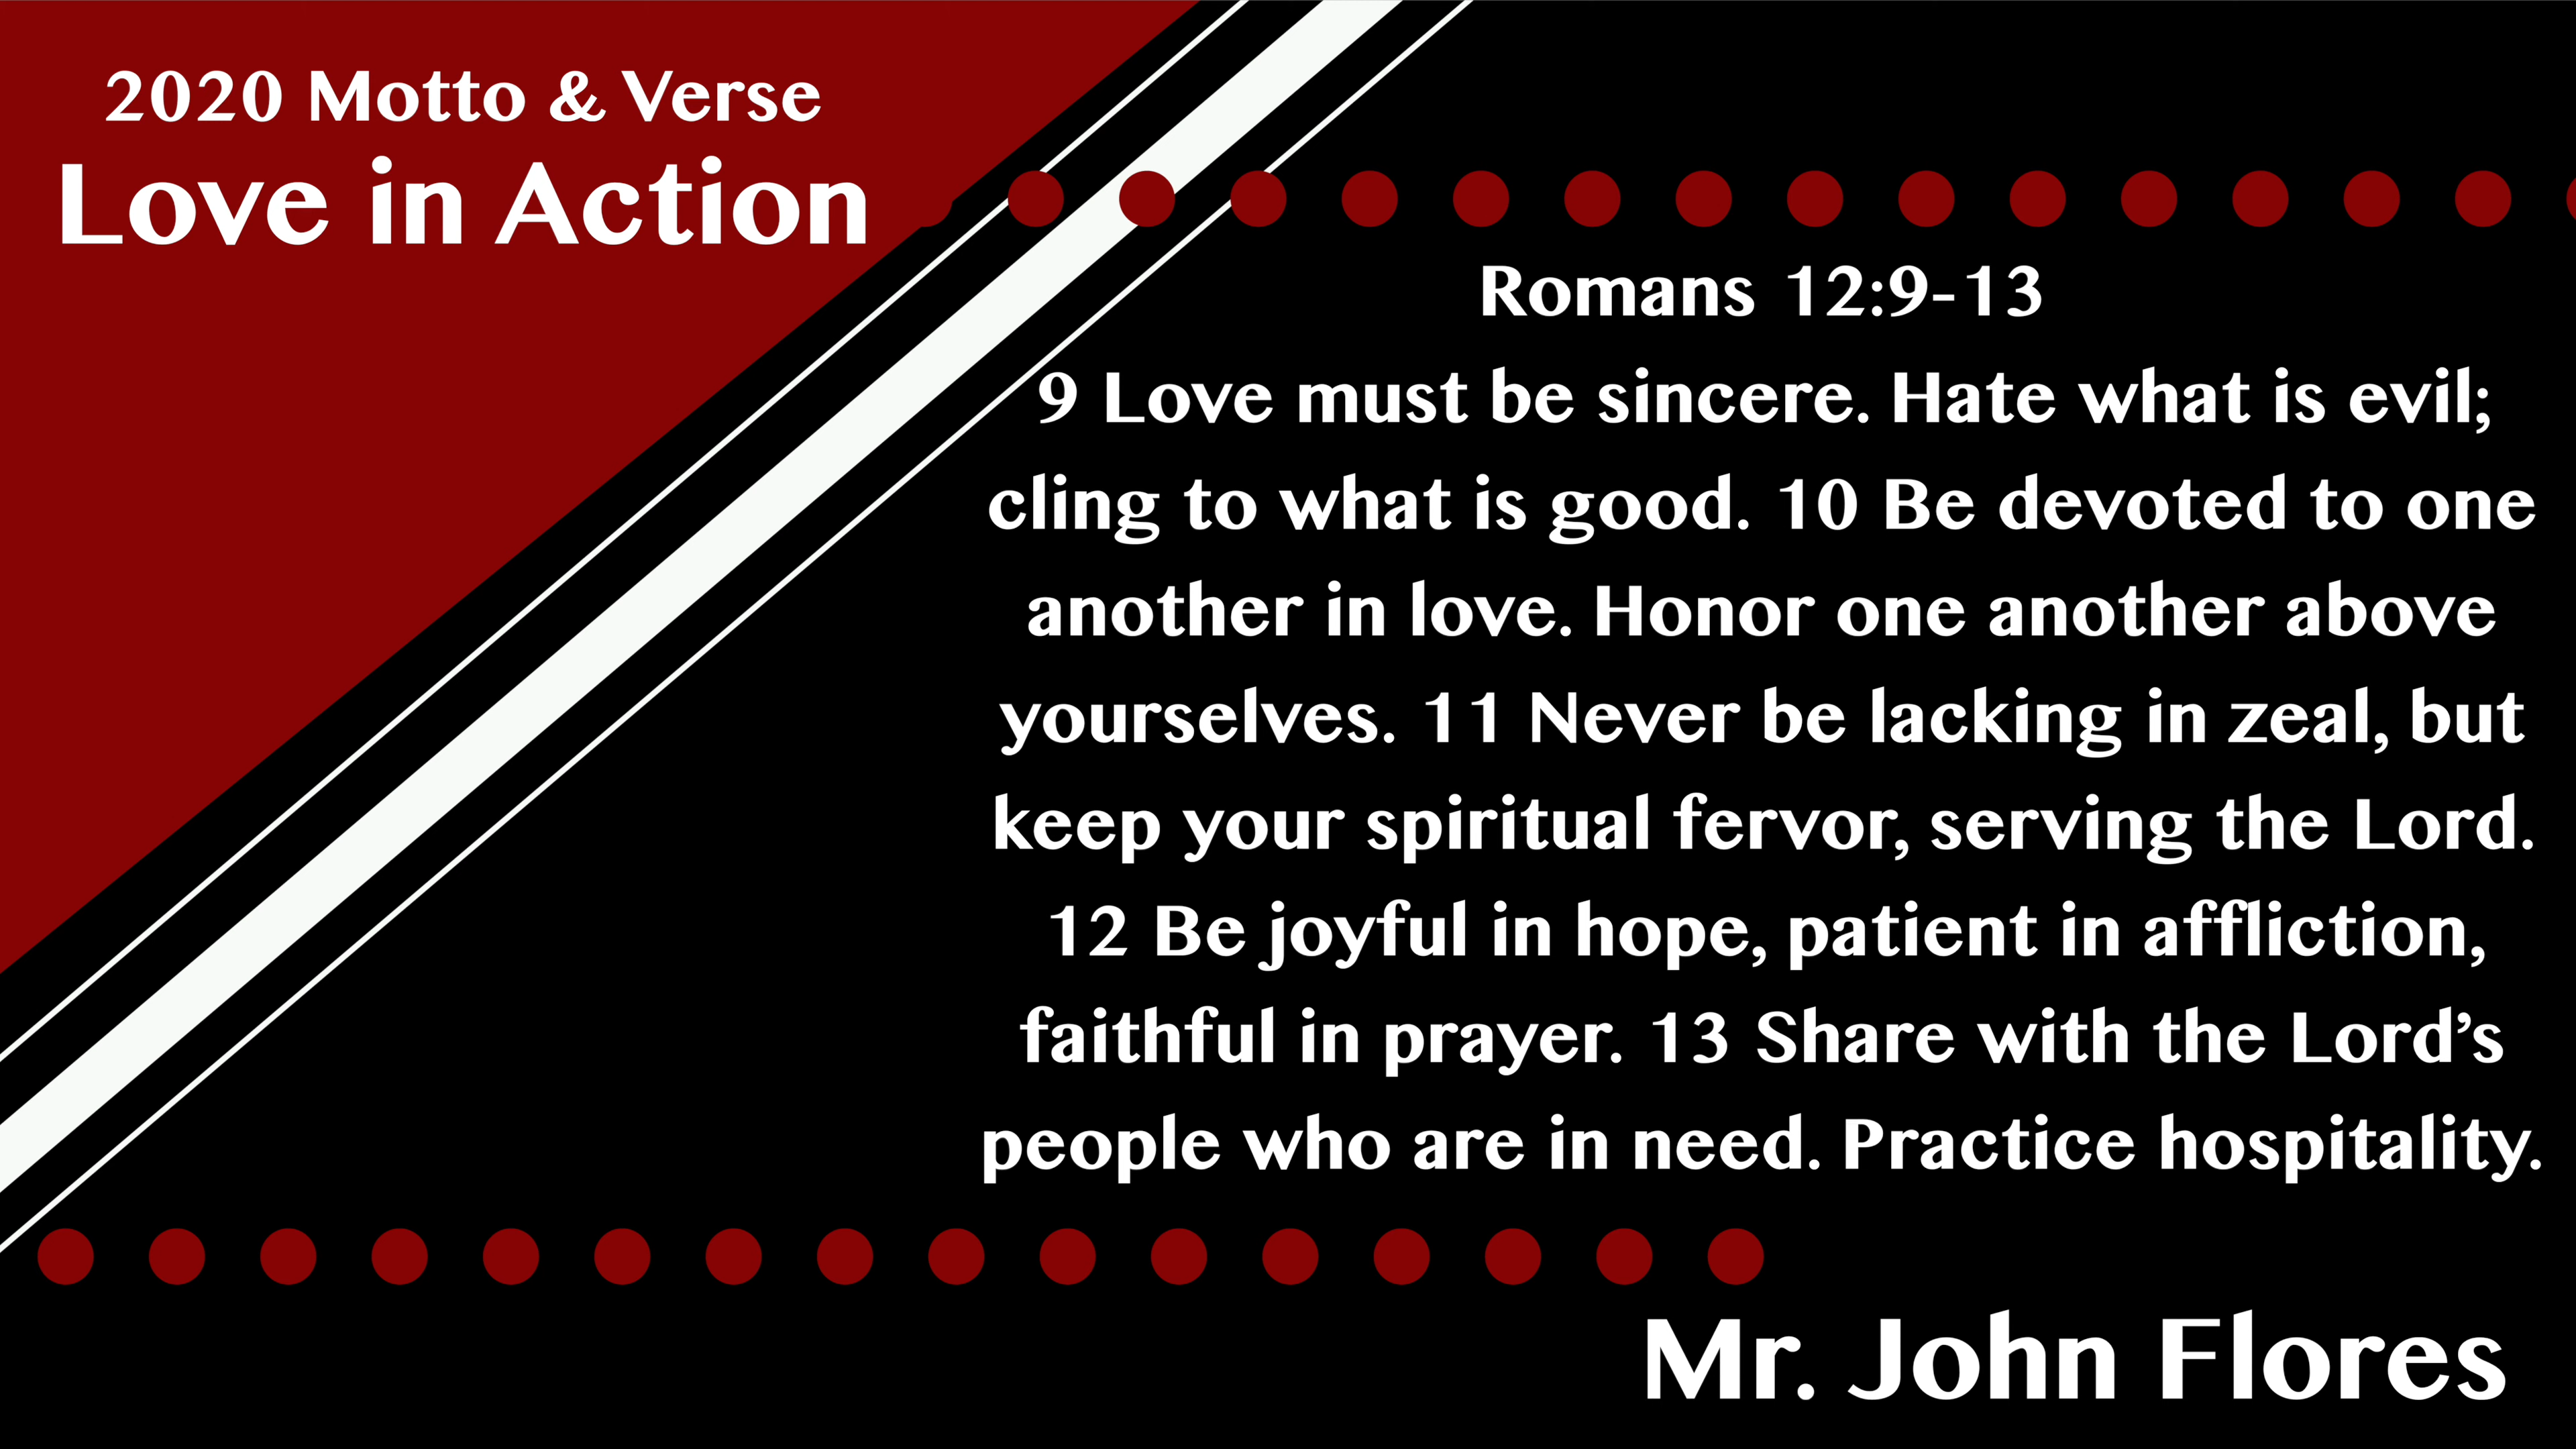 2020 Motto & Verse
Love in Action
Romans 12:9-13
9 Love must be sincere. Hate what is evil;
cling to what is good. 10 Be devoted to one
another in love. Honor one another above
yourselves. 11 Never be lacking in zeal, but
keep your spiritual fervor, serving the Lord.
12 Be joyful in hope, patient in affliction,
faithful in prayer. 13 Share with the Lord’s
people who are in need. Practice hospitality.
Mr. John Flores